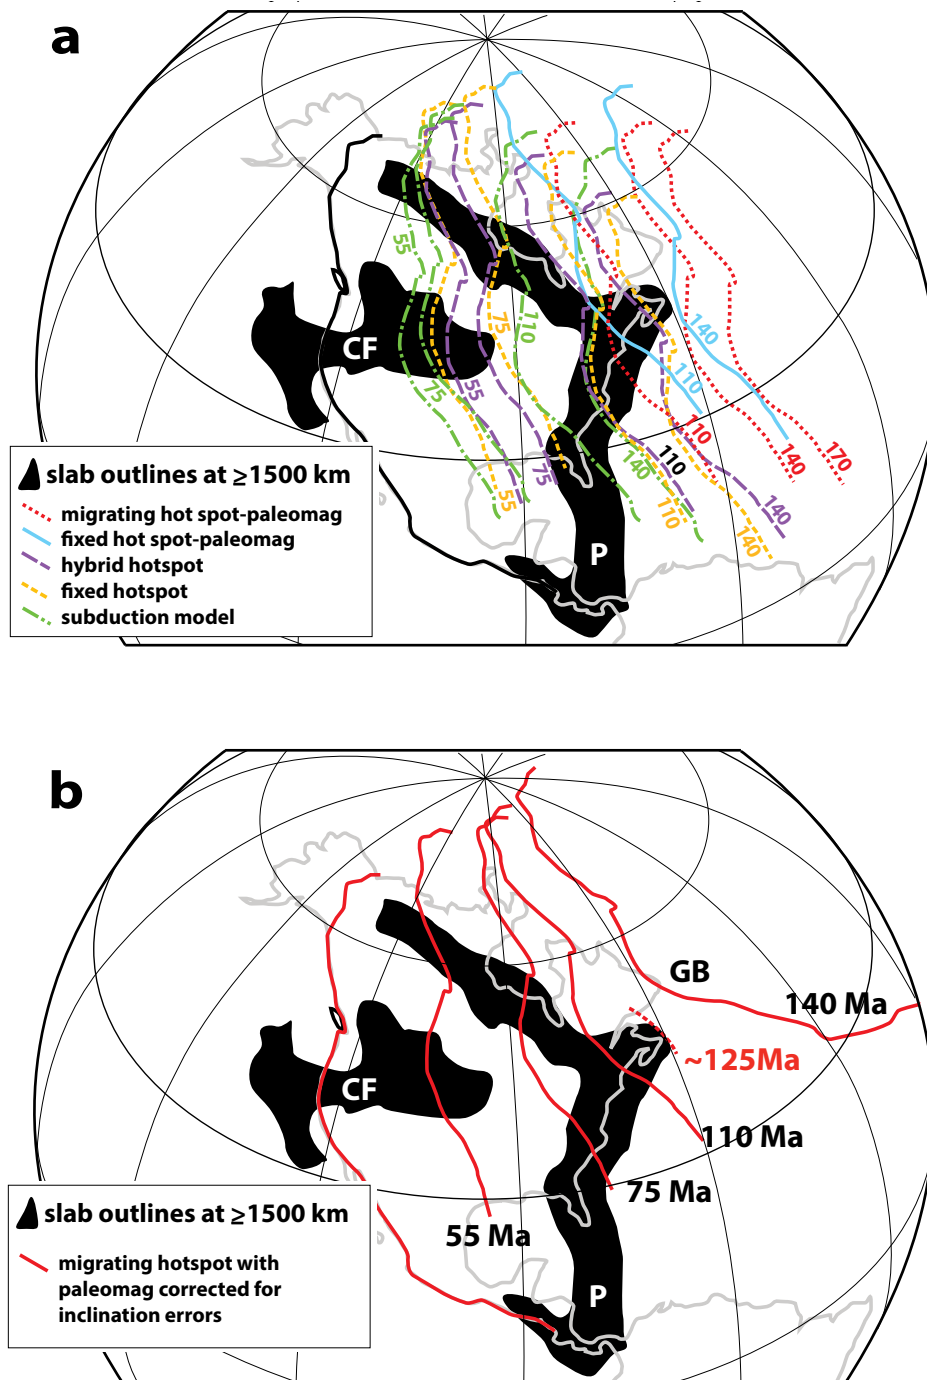 a
55
CF
75
55
75
110
75
55
140
110
140
110
110
110
140
140
140
170
P
slab outlines at ≥1500 km
migrating hot spot-paleomag
fixed hot spot-paleomag
hybrid hotspot
fixed hotspot
subduction model
b
GB
140 Ma
~125Ma
CF
110 Ma
75 Ma
55 Ma
P
slab outlines at ≥1500 km
migrating hotspot with
paleomag corrected for
inclination errors